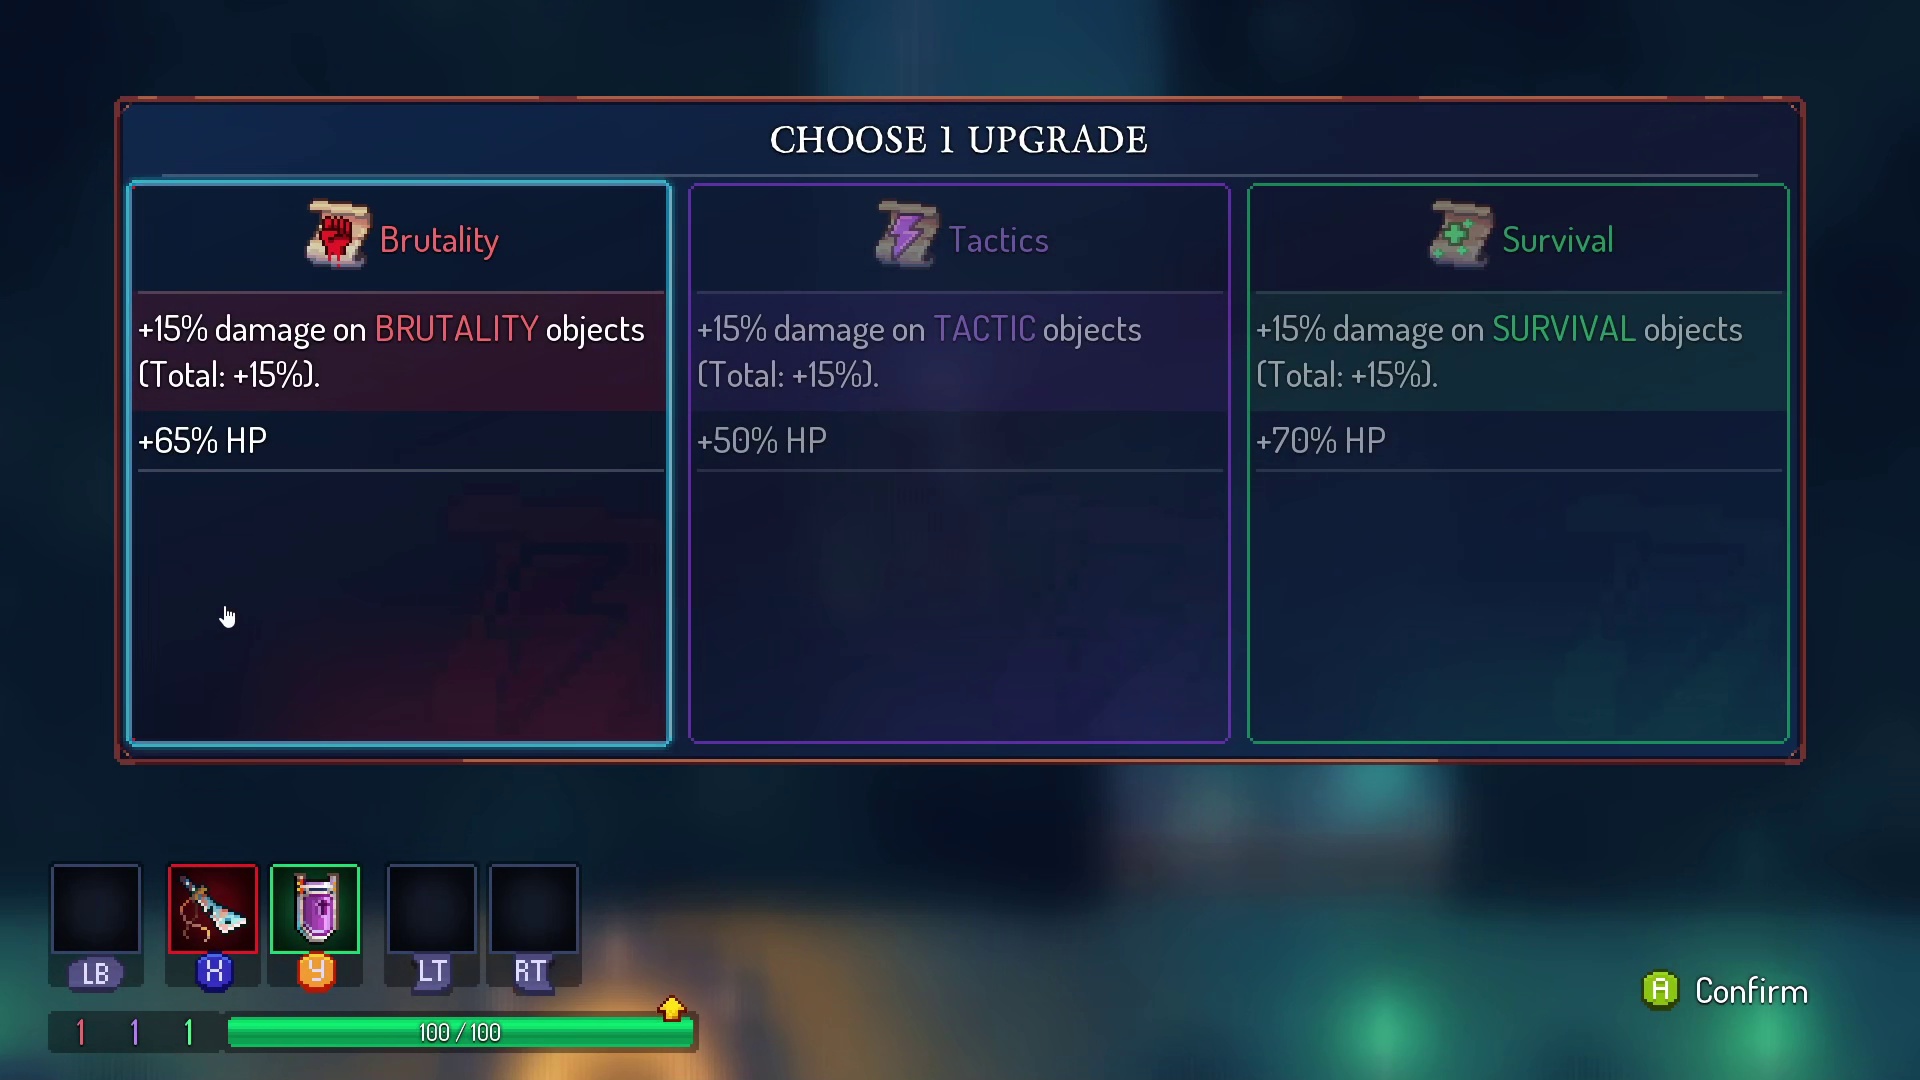 CHOOSE 1 UPGRADE
Brutality
+15% damage on BRUTALITY objects
(Total: +15%).
+65% HP
Tactics
+15% damage on TACTIC objects
(Total: +15%).
+50% HP
Survival
+15% damage on SURVIVAL objects
(Total: +15%).
+70% HP
LB X Y LT RT
A Confirm
1 1 1 100 / 100